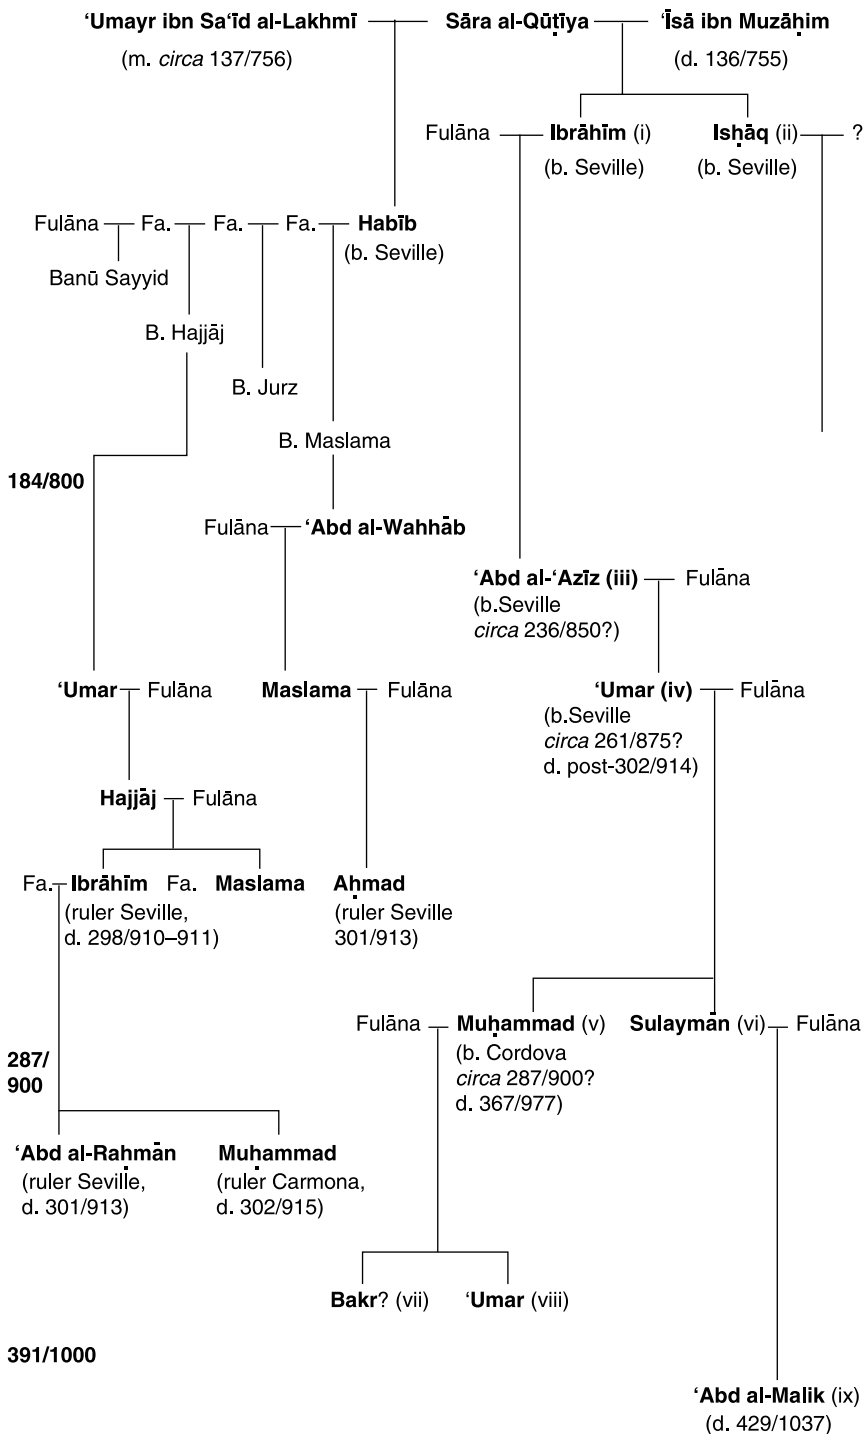 ‘Umayr ibn Sa‘īd al-Lakhmī Sāra al-Qūṭīya ‘Īsā ibn Muzāḥim
(m. circa 137/756) (d. 136/755)
Fulāna Ibrāhīm (i) Isḥāq (ii) ?
(b. Seville) (b. Seville)
Fulāna Fa. Fa. Fa. Habīb
(b. Seville)
Banū Sayyid
B. Hajjāj
B. Jurz
B. Maslama
184/800
Fulāna ‘Abd al-Wahhāb
‘Abd al-‘Azīz (iii) Fulāna
(b.Seville
circa 236/850?)
‘Umar Fulāna Maslama Fulāna ‘Umar (iv) Fulāna
(b.Seville
circa 261/875?
d. post-302/914)
Hajjāj Fulāna
Fa. Ibrāhīm Fa. Maslama Aḥmad
(ruler Seville, (ruler Seville
d. 298/910–911) 301/913)
Fulāna Muḥammad (v) Sulaymān (vi) Fulāna
(b. Cordova
circa 287/900?
d. 367/977)
287/
900
‘Abd al-Raḥmān Muḥammad
(ruler Seville, (ruler Carmona,
d. 301/913) d. 302/915)
Bakr? (vii) ‘Umar (viii)
391/1000
‘Abd al-Malik (ix)
(d. 429/1037)